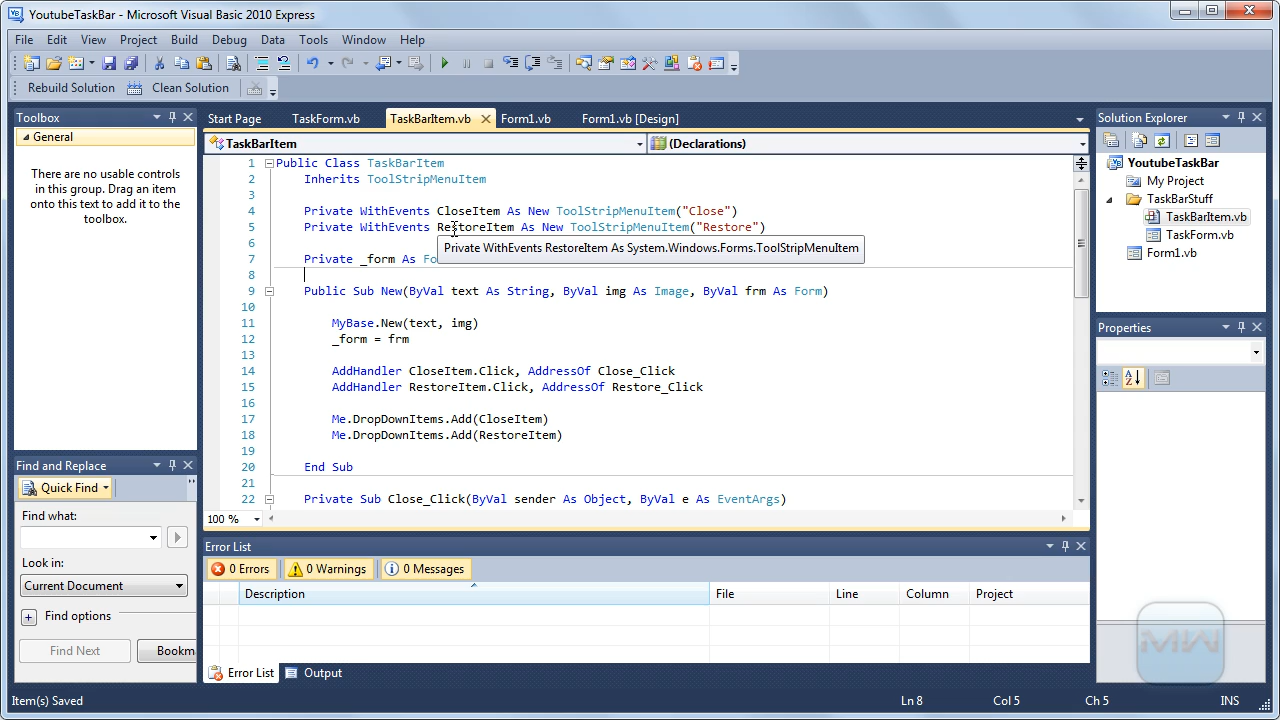 YoutubeTaskBar - Microsoft Visual Basic 2010 Express
File Edit View Project Build Debug Data Tools Window Help
Rebuild Solution Clean Solution
Toolbox
General
There are no usable controls
in this group. Drag an item
onto this text to add it to the
toolbox.
Find and Replace
Quick Find
Find what:
Look in:
Current Document
Find options
Find Next Bookm
Start Page TaskForm.vb TaskBarItem.vb Form1.vb Form1.vb [Design]
TaskBarItem (Declarations)
1 Public Class TaskBarItem
2 Inherits ToolStripMenuItem
3
4 Private WithEvents CloseItem As New ToolStripMenuItem("Close")
5 Private WithEvents RestoreItem As New ToolStripMenuItem("Restore")
6 Private WithEvents RestoreItem As System.Windows.Forms.ToolStripMenuItem
7 Private _form As Fo
8
9 Public Sub New(ByVal text As String, ByVal img As Image, ByVal frm As Form)
10
11 MyBase.New(text, img)
12 _form = frm
13
14 AddHandler CloseItem.Click, AddressOf Close_Click
15 AddHandler RestoreItem.Click, AddressOf Restore_Click
16
17 Me.DropDownItems.Add(CloseItem)
18 Me.DropDownItems.Add(RestoreItem)
19
20 End Sub
21
22 Private Sub Close_Click(ByVal sender As Object, ByVal e As EventArgs)
100 %
Error List
0 Errors 0 Warnings 0 Messages
Description File Line Column Project
Error List Output
Solution Explorer
YoutubeTaskBar
My Project
TaskBarStuff
TaskBarItem.vb
TaskForm.vb
Form1.vb
Properties
MW
Item(s) Saved Ln 8 Col 5 Ch 5 INS